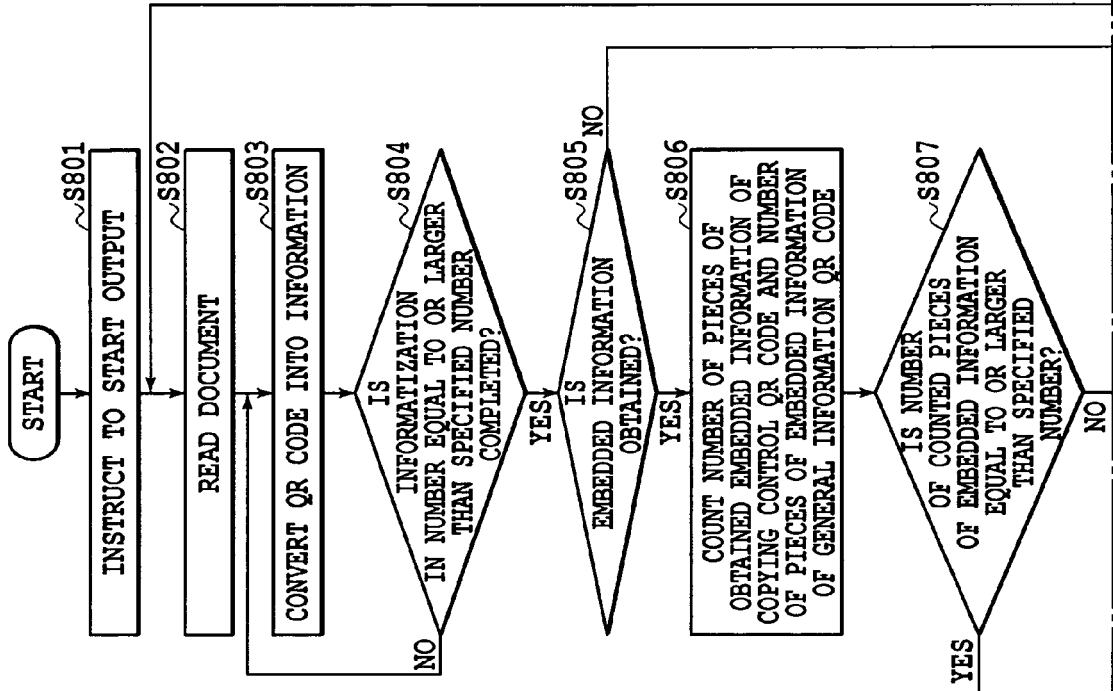 START
S801
INSTRUCT TO START OUTPUT
S802
READ DOCUMENT
S803
CONVERT QR CODE INTO INFORMATION
S804
IS
INFORMATIZATION
IN NUMBER EQUAL TO OR LARGER
THAN SPECIFIED NUMBER
COMPLETED?
NO
YES
S805
IS
EMBEDDED INFORMATION
OBTAINED?
NO
YES
S806
COUNT NUMBER OF PIECES OF
OBTAINED EMBEDDED INFORMATION OF
COPYING CONTROL QR CODE AND NUMBER
OF PIECES OF EMBEDDED INFORMATION
OF GENERAL INFORMATION QR CODE
S807
IS NUMBER
OF COUNTED PIECES
OF EMBEDDED INFORMATION
EQUAL TO OR LARGER
THAN SPECIFIED
NUMBER?
YES
NO